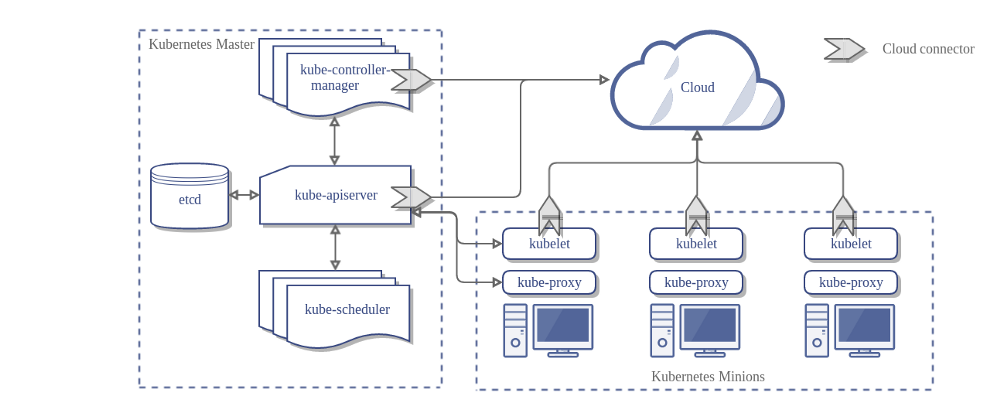 Kubernetes Master
kube-controller-
manager
Cloud
Cloud connector
etcd
kube-apiserver
kubelet
kubelet
kubelet
kube-proxy
kube-proxy
kube-proxy
kube-scheduler
Kubernetes Minions